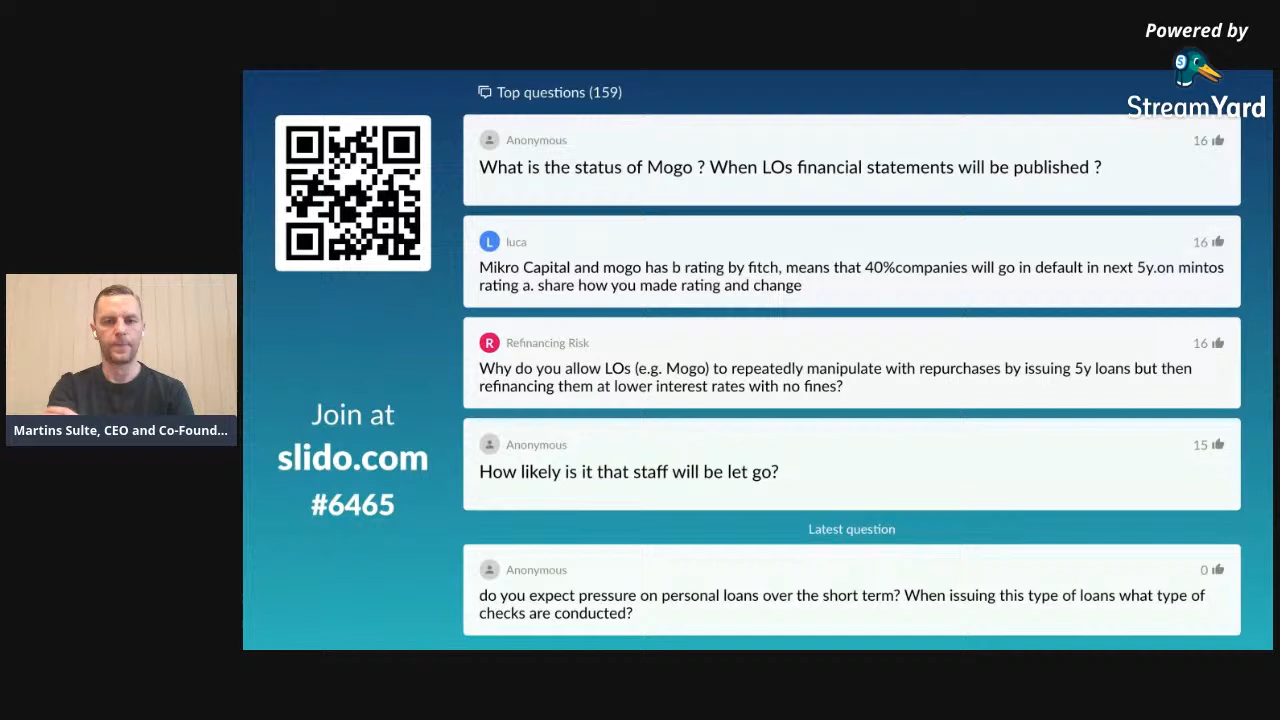 Powered by
StreamYard
Top questions (159)
Anonymous
16
What is the status of Mogo ? When LOs financial statements will be published ?
L
luca
16
Mikro Capital and mogo has b rating by fitch, means that 40%companies will go in default in next 5y.on mintos
rating a. share how you made rating and change
R
Refinancing Risk
16
Why do you allow LOs (e.g. Mogo) to repeatedly manipulate with repurchases by issuing 5y loans but then
refinancing them at lower interest rates with no fines?
Anonymous
15
How likely is it that staff will be let go?
Latest question
Anonymous
0
do you expect pressure on personal loans over the short term? When issuing this type of loans what type of
checks are conducted?
Join at
slido.com
#6465
Martins Sulte, CEO and Co-Found...